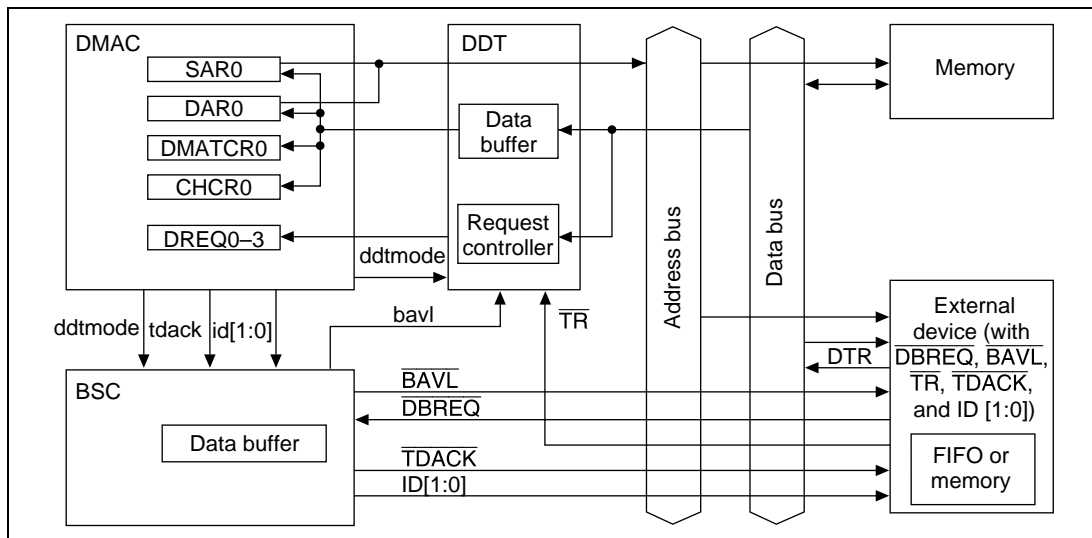 DMAC
SAR0
DAR0
DMATCR0
CHCR0
DREQ0–3
DDT
Data
buffer
Request
controller
ddtmode
bavl
TR
Address bus
Data bus
Memory
ddtmode
tdack
id[1:0]
BSC
Data buffer
BAVL
DBREQ
TDACK
ID[1:0]
DTR
External
device (with
DBREQ, BAVL,
TR, TDACK,
and ID [1:0])
FIFO or
memory